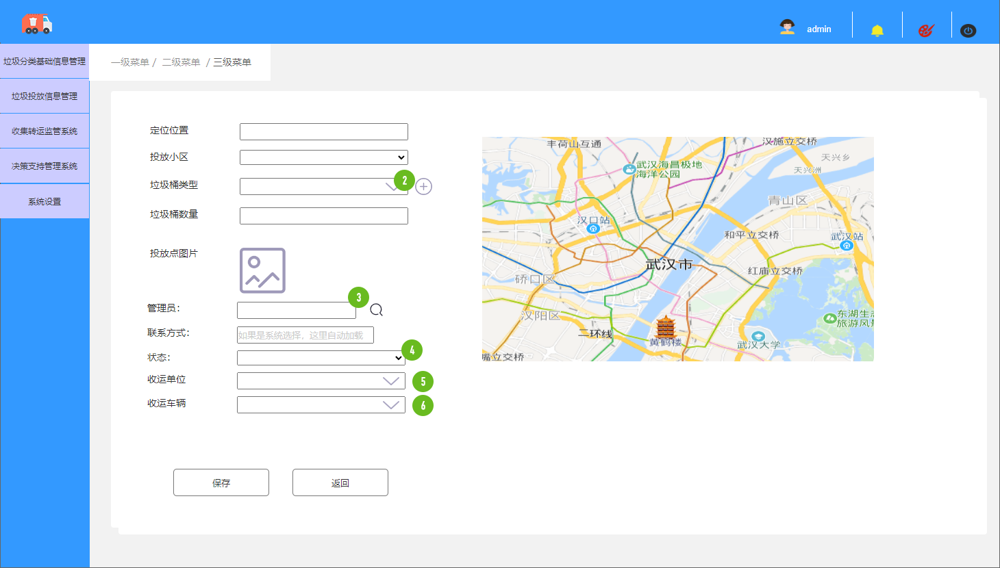 admin
垃圾分类基础信息管理
垃圾投放信息管理
收集转运监管系统
决策支持管理系统
系统设置
一级菜单 / 二级菜单 / 三级菜单
定位位置
投放小区
垃圾桶类型
2
垃圾桶数量
投放点图片
管理员：
3
联系方式：
如果是系统选择，这里自动加载
状态：
4
收运单位
5
收运车辆
6
保存
返回
丰荷山互通
汉施立交桥
武汉海昌极地
海洋公园
天兴乡
天兴洲
青山区
汉口站
和平立交桥
武汉站
武汉市
红庙立交桥
硚口区
汉阳区
二环线
黄鹤楼
东湖生态
旅游风景
武汉大学
嘴立交桥